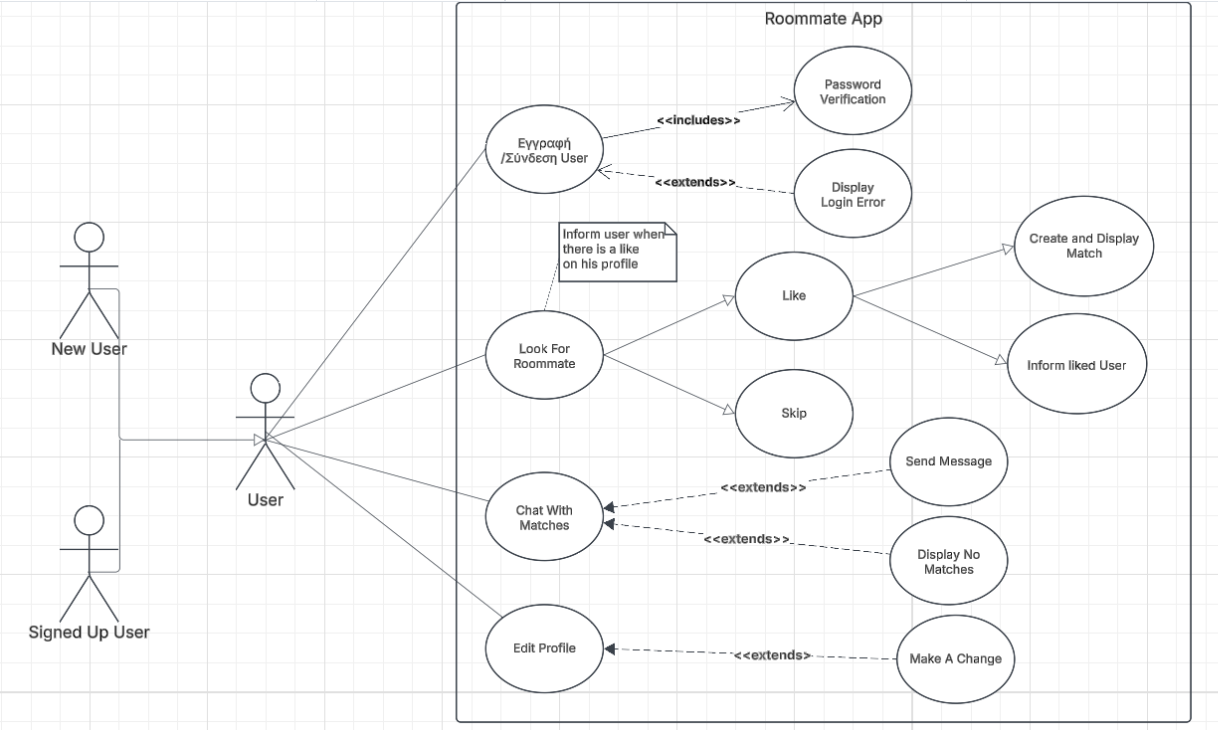 Roommate App
Password
Verification
<<includes>>
Εγγραφή
/Σύνδεση User
<<extends>>
Display
Login Error
Inform user when
there is a like
on his profile
Create and Display
Match
Like
New User
Look For
Roommate
Inform liked User
Skip
User
Send Message
<<extends>>
Chat With
Matches
<<extends>>
Display No
Matches
Signed Up User
Edit Profile
<<extends>
Make A Change